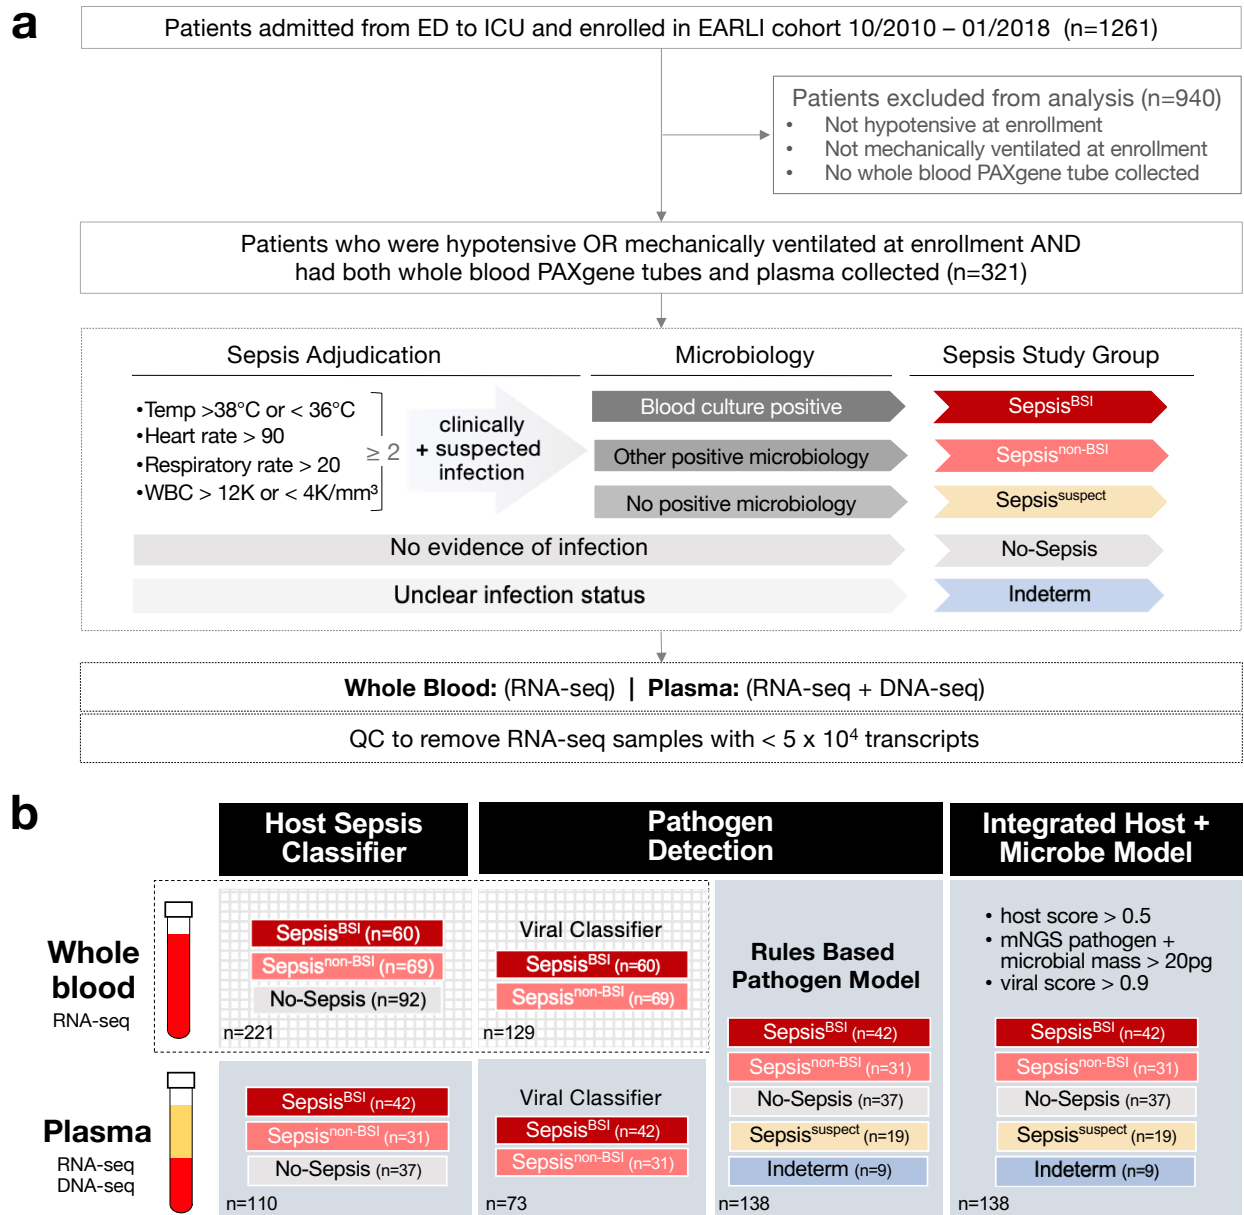 a
Patients admitted from ED to ICU and enrolled in EARLI cohort 10/2010 – 01/2018 (n=1261)
Patients excluded from analysis (n=940)
• Not hypotensive at enrollment
• Not mechanically ventilated at enrollment
• No whole blood PAXgene tube collected
Patients who were hypotensive OR mechanically ventilated at enrollment AND
had both whole blood PAXgene tubes and plasma collected (n=321)
Sepsis Adjudication
Microbiology
Sepsis Study Group
•Temp >38°C or < 36°C
•Heart rate > 90
•Respiratory rate > 20
•WBC > 12K or < 4K/mm³
≥ 2
clinically
+ suspected
infection
Blood culture positive
Other positive microbiology
No positive microbiology
Sepsisᴮˢᴵ
Sepsisⁿᵒⁿ⁻ᴮˢᴵ
Sepsisˢᵘˢᵖᵉᶜᵗ
No evidence of infection
No-Sepsis
Unclear infection status
Indeterm
Whole Blood: (RNA-seq) | Plasma: (RNA-seq + DNA-seq)
QC to remove RNA-seq samples with < 5 x 10⁴ transcripts
b
Host Sepsis
Classifier
Pathogen
Detection
Integrated Host +
Microbe Model
Whole
blood
RNA-seq
Sepsisᴮˢᴵ (n=60)
Sepsisⁿᵒⁿ⁻ᴮˢᴵ (n=69)
No-Sepsis (n=92)
n=221
Viral Classifier
Sepsisᴮˢᴵ (n=60)
Sepsisⁿᵒⁿ⁻ᴮˢᴵ (n=69)
n=129
Plasma
RNA-seq
DNA-seq
Sepsisᴮˢᴵ (n=42)
Sepsisⁿᵒⁿ⁻ᴮˢᴵ (n=31)
No-Sepsis (n=37)
n=110
Viral Classifier
Sepsisᴮˢᴵ (n=42)
Sepsisⁿᵒⁿ⁻ᴮˢᴵ (n=31)
n=73
Rules Based
Pathogen Model
Sepsisᴮˢᴵ (n=42)
Sepsisⁿᵒⁿ⁻ᴮˢᴵ (n=31)
No-Sepsis (n=37)
Sepsisˢᵘˢᵖᵉᶜᵗ (n=19)
Indeterm (n=9)
n=138
• host score > 0.5
• mNGS pathogen +
microbial mass > 20pg
• viral score > 0.9
Sepsisᴮˢᴵ (n=42)
Sepsisⁿᵒⁿ⁻ᴮˢᴵ (n=31)
No-Sepsis (n=37)
Sepsisˢᵘˢᵖᵉᶜᵗ (n=19)
Indeterm (n=9)
n=138